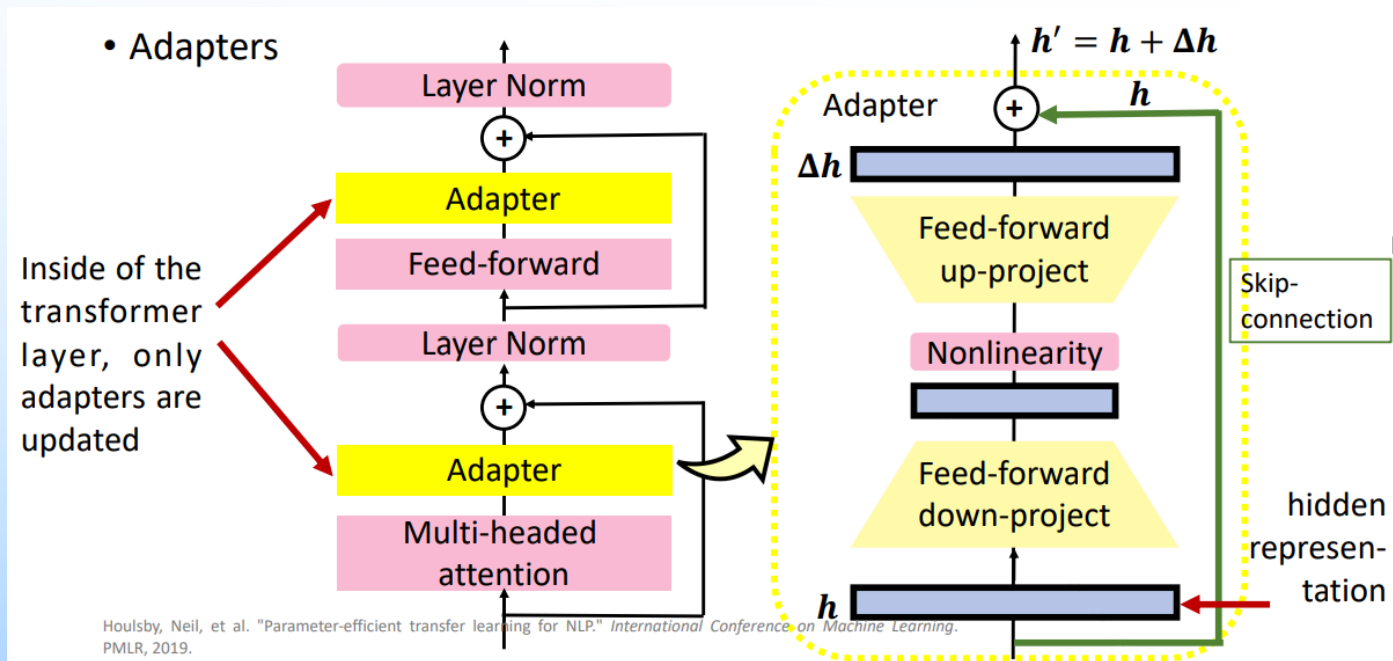 • Adapters
Layer Norm
+
Adapter
Feed-forward
Layer Norm
+
Adapter
Multi-headed
attention
Inside of the
transformer
layer, only
adapters are
updated
h′ = h + Δh
Adapter
+
h
Δh
Feed-forward
up-project
Skip-
connection
Nonlinearity
Feed-forward
down-project
hidden
represen-
tation
h
Houlsby, Neil, et al. "Parameter-efficient transfer learning for NLP." International Conference on Machine Learning.
PMLR, 2019.